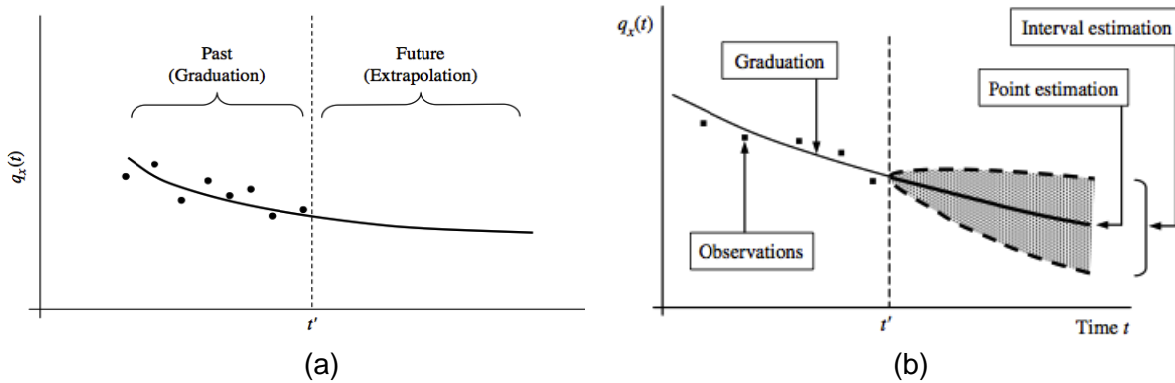 Past
(Graduation)
Future
(Extrapolation)
qₓ(t)
t'
(a)
qₓ(t)
Interval estimation
Graduation
Point estimation
Observations
t'
Time t
(b)